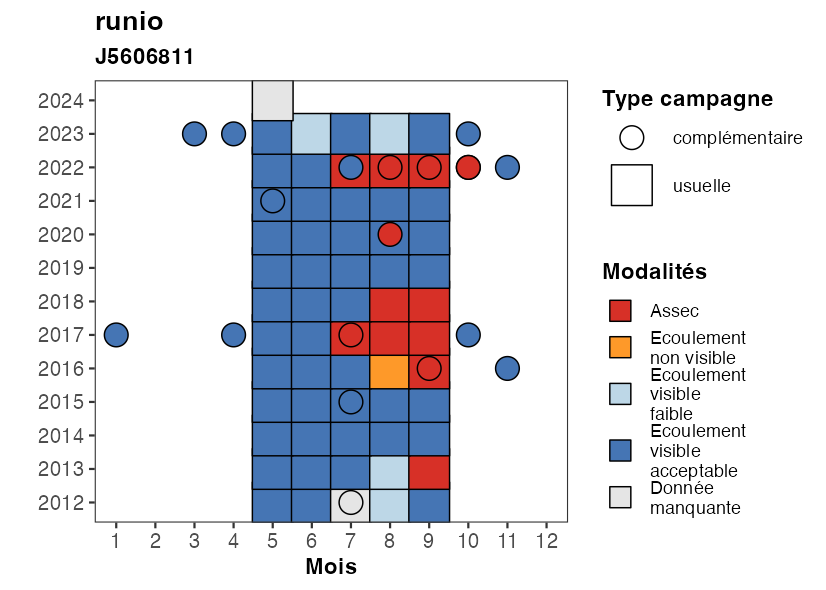 runio
J5606811
2024
2023
2022
2021
2020
2019
2018
2017
2016
2015
2014
2013
2012
1 2 3 4 5 6 7 8 9 10 11 12
Mois
Type campagne
complémentaire
usuelle
Modalités
Assec
Ecoulement
non visible
Ecoulement
visible
faible
Ecoulement
visible
acceptable
Donnée
manquante